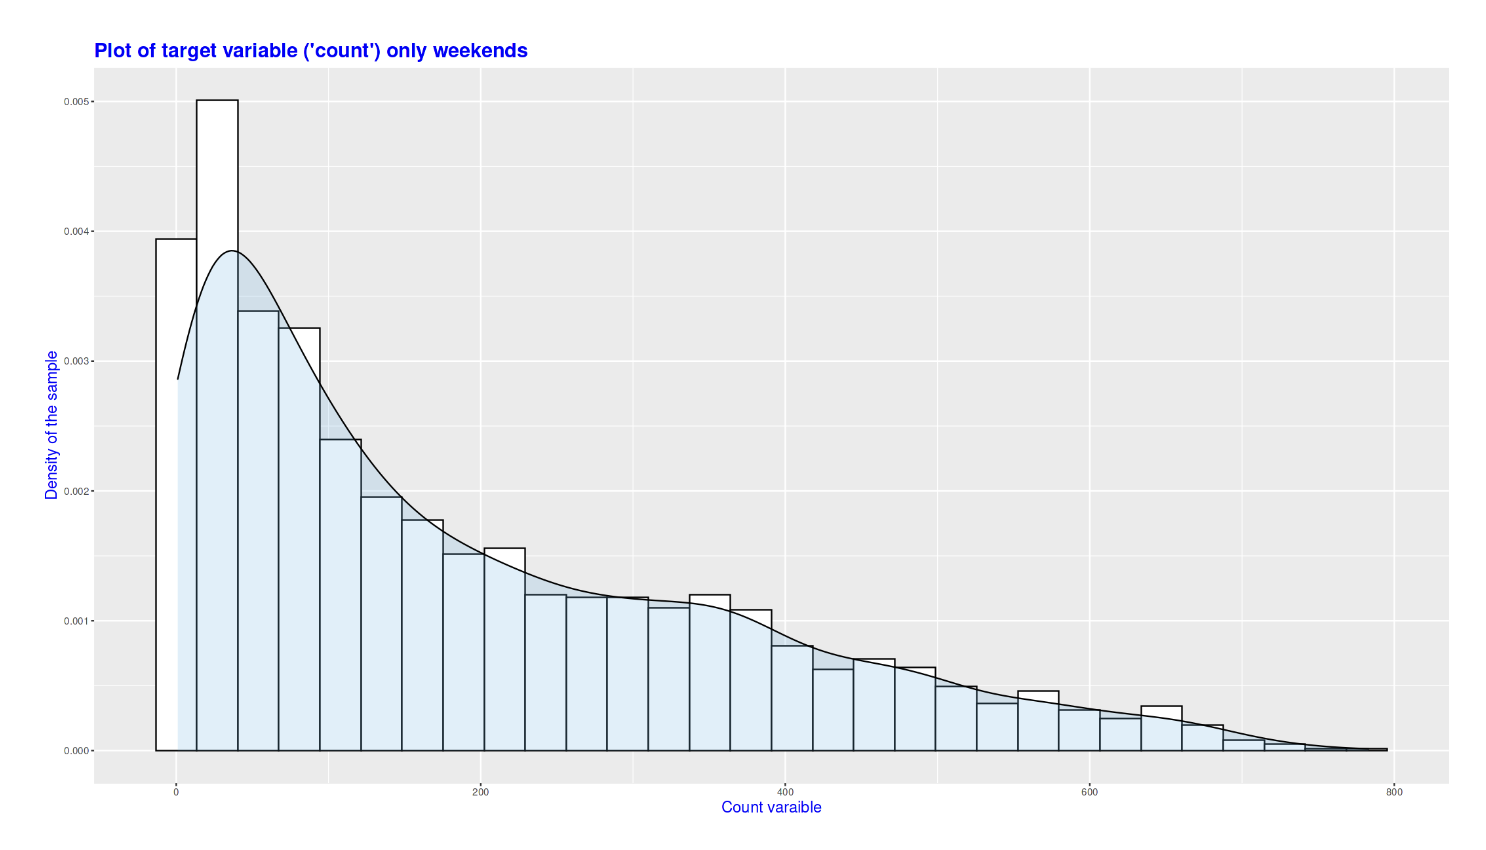 Plot of target variable ('count') only weekends
Density of the sample
0.005
0.004
0.003
0.002
0.001
0.000
0 200 400 600 800
Count varaible